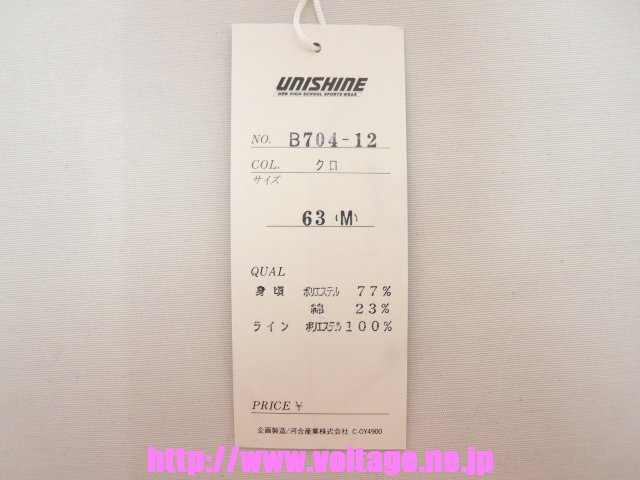 UNISHINE
NEW HIGH SCHOOL SPORTS WEAR
NO. B704-12
COL. クロ
サイズ
63 (M)
QUAL
身頃 ポリエステル 77%
綿 23%
ライン ポリエステル 100%
PRICE ¥
企画製造/河合産業株式会社 C-OY4900
http://www.voltage.ne.jp